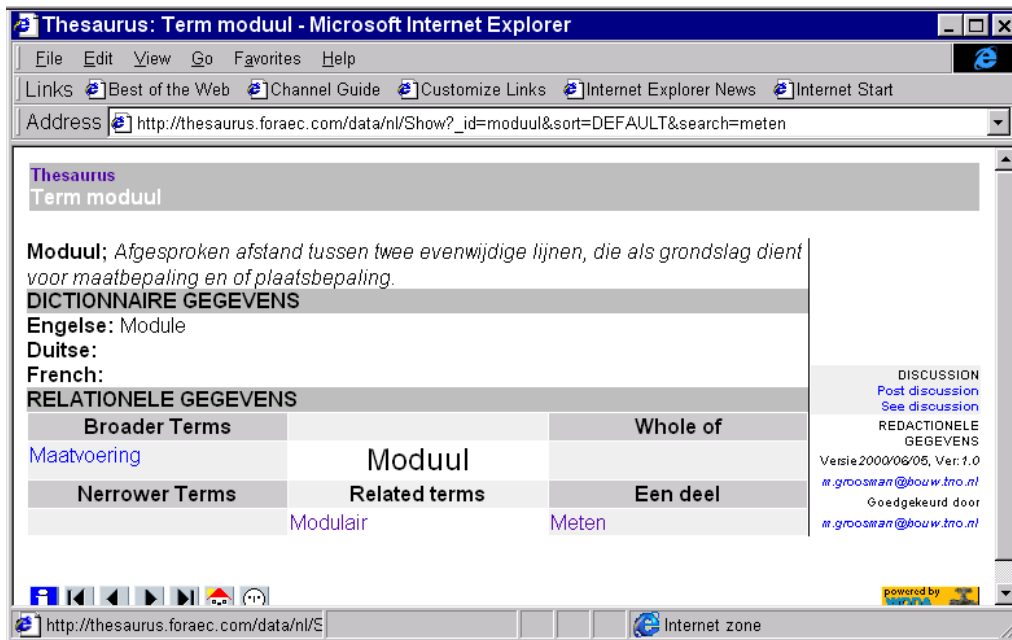 Thesaurus: Term moduul - Microsoft Internet Explorer
File Edit View Go Favorites Help
Links Best of the Web Channel Guide Customize Links Internet Explorer News Internet Start
Address http://thesaurus.foraec.com/data/nl/Show?_id=moduul&sort=DEFAULT&search=meten
Thesaurus
Term moduul
Moduul; Afgesproken afstand tussen twee evenwijdige lijnen, die als grondslag dient
voor maatbepaling en of plaatsbepaling.
DICTIONNAIRE GEGEVENS
Engelse: Module
Duitse:
French:
RELATIONELE GEGEVENS
Broader Terms Whole of
Maatvoering Moduul
Nerrower Terms Related terms Een deel
Modulair Meten
DISCUSSION
Post discussion
See discussion
REDACTIONELE
GEGEVENS
Versie2000/06/05, Ver:1.0
m.groosman@bouw.tno.nl
Goedgekeurd door
m.groosman@bouw.tno.nl
powered by
http://thesaurus.foraec.com/data/nl/S Internet zone